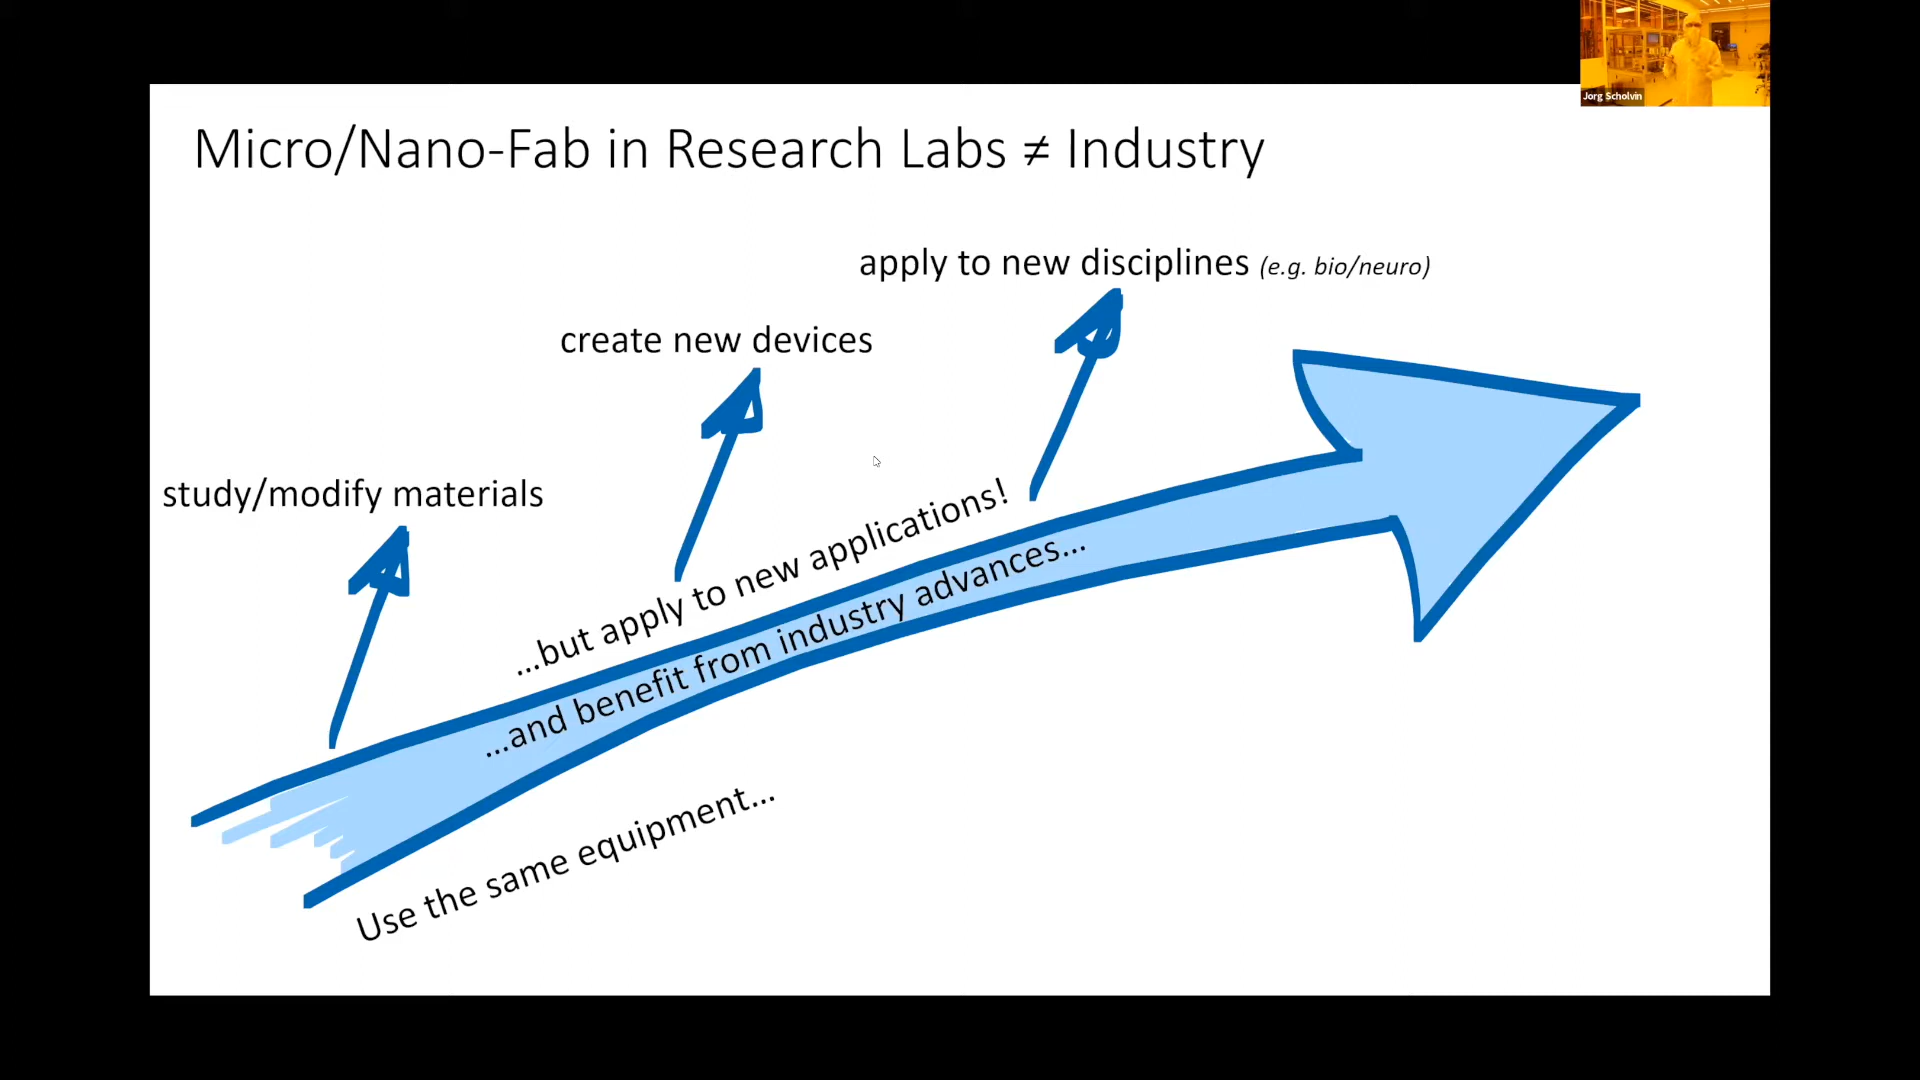 Jorg Scholvin
Micro/Nano-Fab in Research Labs ≠ Industry
apply to new disciplines (e.g. bio/neuro)
create new devices
study/modify materials
...but apply to new applications!
...and benefit from industry advances...
Use the same equipment...